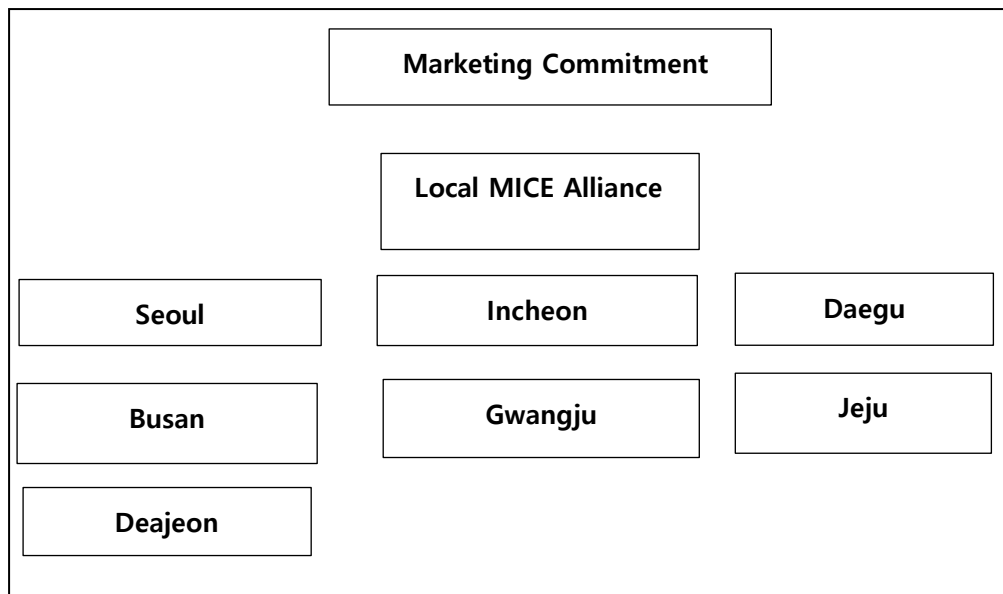 Marketing Commitment
Local MICE Alliance
Seoul
Incheon
Daegu
Busan
Gwangju
Jeju
Deajeon